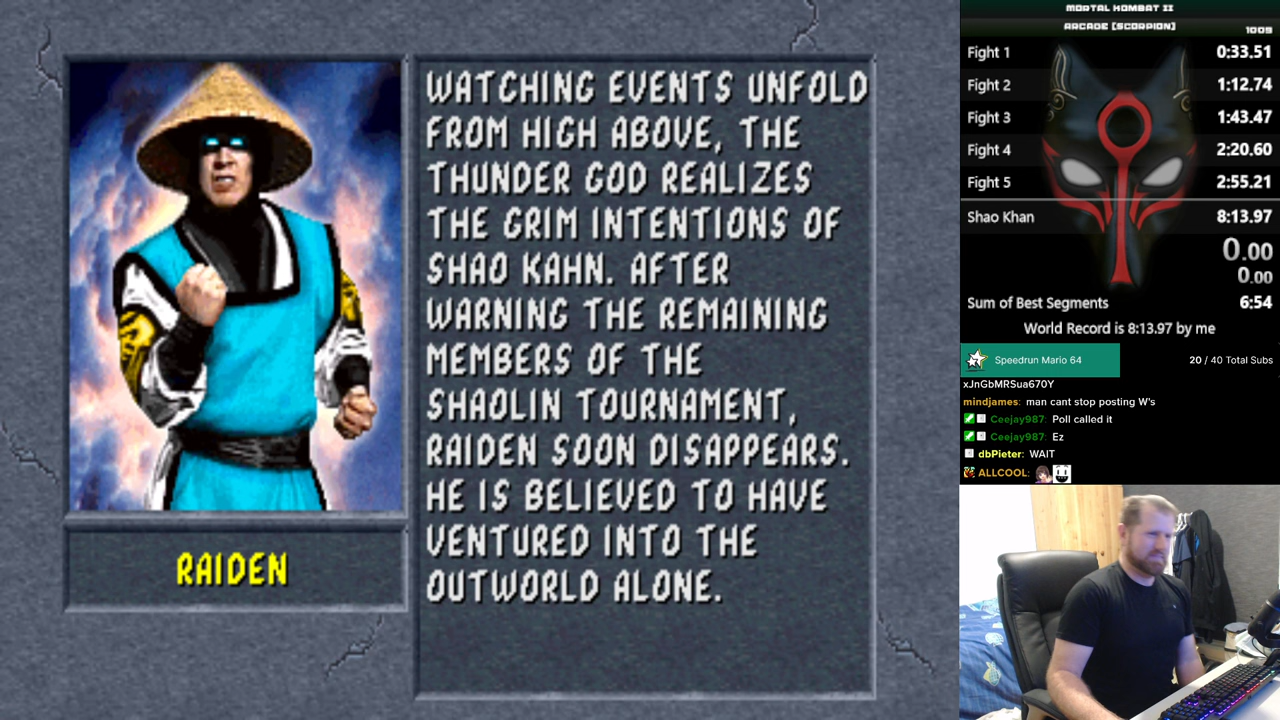 WATCHING EVENTS UNFOLD
FROM HIGH ABOVE, THE
THUNDER GOD REALIZES
THE GRIM INTENTIONS OF
SHAO KAHN. AFTER
WARNING THE REMAINING
MEMBERS OF THE
SHAOLIN TOURNAMENT,
RAIDEN SOON DISAPPEARS.
HE IS BELIEVED TO HAVE
VENTURED INTO THE
OUTWORLD ALONE.
RAIDEN
MORTAL KOMBAT II
ARCADE [SCORPION]
1009
Fight 1 0:33.51
Fight 2 1:12.74
Fight 3 1:43.47
Fight 4 2:20.60
Fight 5 2:55.21
Shao Khan 8:13.97
0.00
0.00
Sum of Best Segments 6:54
World Record is 8:13.97 by me
Speedrun Mario 64 20 / 40 Total Subs
xJnGbMRSua670Y
mindjames: man cant stop posting W's
Ceejay987: Poll called it
Ceejay987: Ez
dbPieter: WAIT
ALLCOOL: